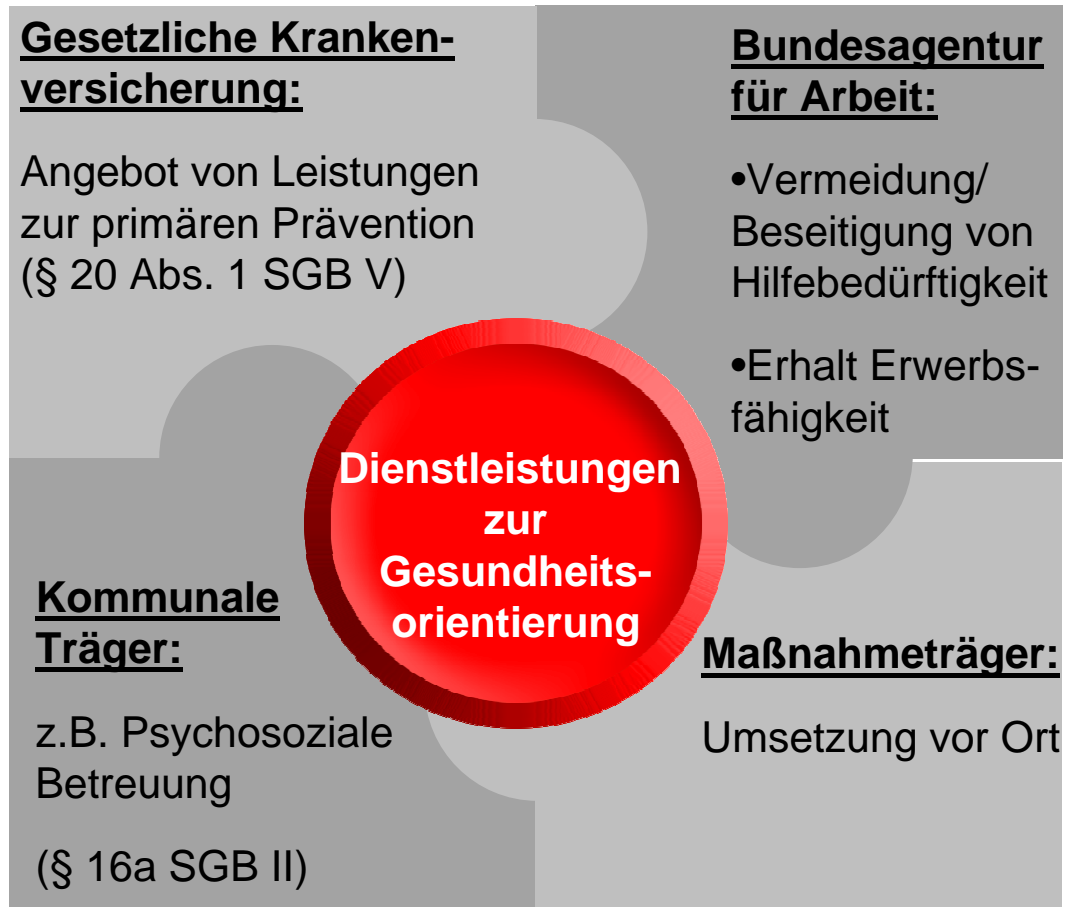 Gesetzliche Kranken-
versicherung:
Angebot von Leistungen
zur primären Prävention
(§ 20 Abs. 1 SGB V)
Bundesagentur
für Arbeit:
•Vermeidung/
Beseitigung von
Hilfebedürftigkeit
•Erhalt Erwerbs-
fähigkeit
Dienstleistungen
zur
Gesundheits-
orientierung
Kommunale
Träger:
z.B. Psychosoziale
Betreuung
(§ 16a SGB II)
Maßnahmeträger:
Umsetzung vor Ort